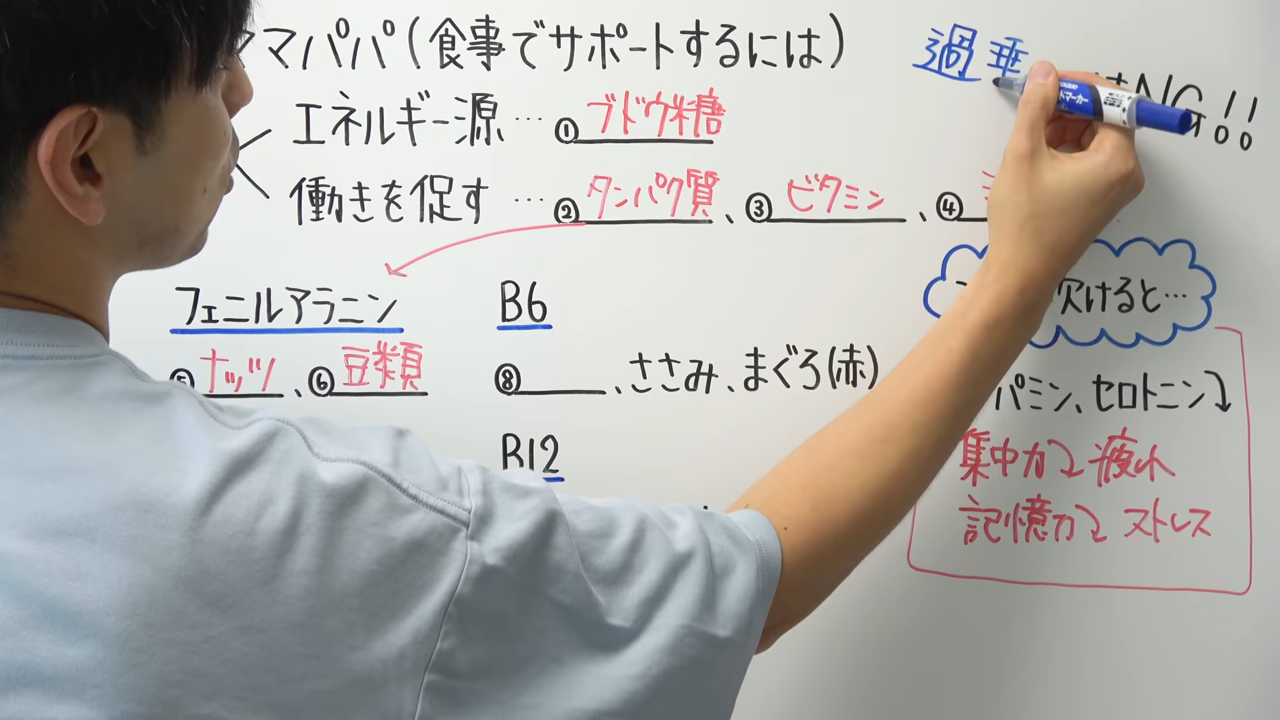 ママパパ(食事でサポートするには)
過 はNG!!
エネルギー源…①ブドウ糖
働きを促す…②タンパク質、③ビタミン、④
フェニルアラニン
B6
欠けると…
⑤ナッツ、⑥豆類
⑧、ささみ、まぐろ(赤)
パミン、セロトニン⤵
集中力⤵ 疲れ
B12
記憶力⤵ ストレス